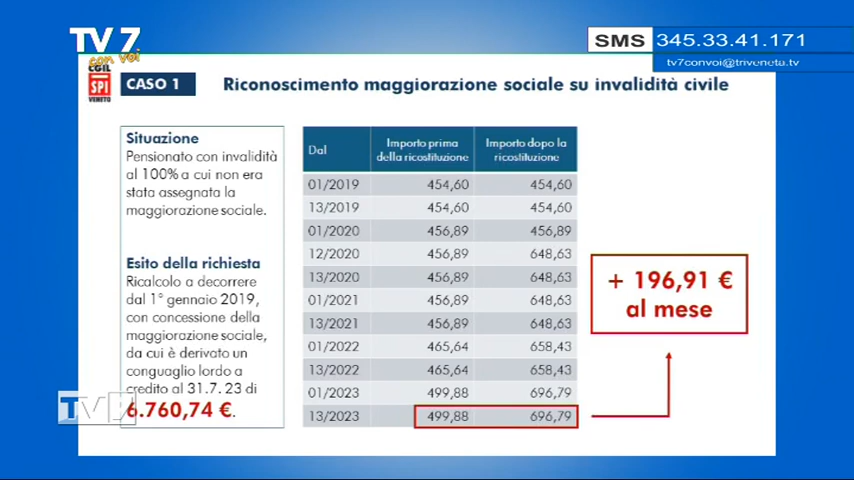 TV7
con voi
SMS 345.33.41.171
tv7convoi@triveneta.tv
CGIL
SPI
VENETO
CASO 1
Riconoscimento maggiorazione sociale su invalidità civile
Situazione
Pensionato con invalidità
al 100% a cui non era
stata assegnata la
maggiorazione sociale.
Esito della richiesta
Ricalcolo a decorrere
dal 1° gennaio 2019,
con concessione della
maggiorazione sociale,
da cui è derivato un
conguaglio lordo a
credito al 31.7.23 di
6.760,74 €.
Dal Importo prima della ricostituzione Importo dopo la ricostituzione
01/2019 454,60 454,60
13/2019 454,60 454,60
01/2020 456,89 456,89
12/2020 456,89 648,63
13/2020 456,89 648,63
01/2021 456,89 648,63
13/2021 456,89 648,63
01/2022 465,64 658,43
13/2022 465,64 658,43
01/2023 499,88 696,79
13/2023 499,88 696,79
+ 196,91 €
al mese
TV7